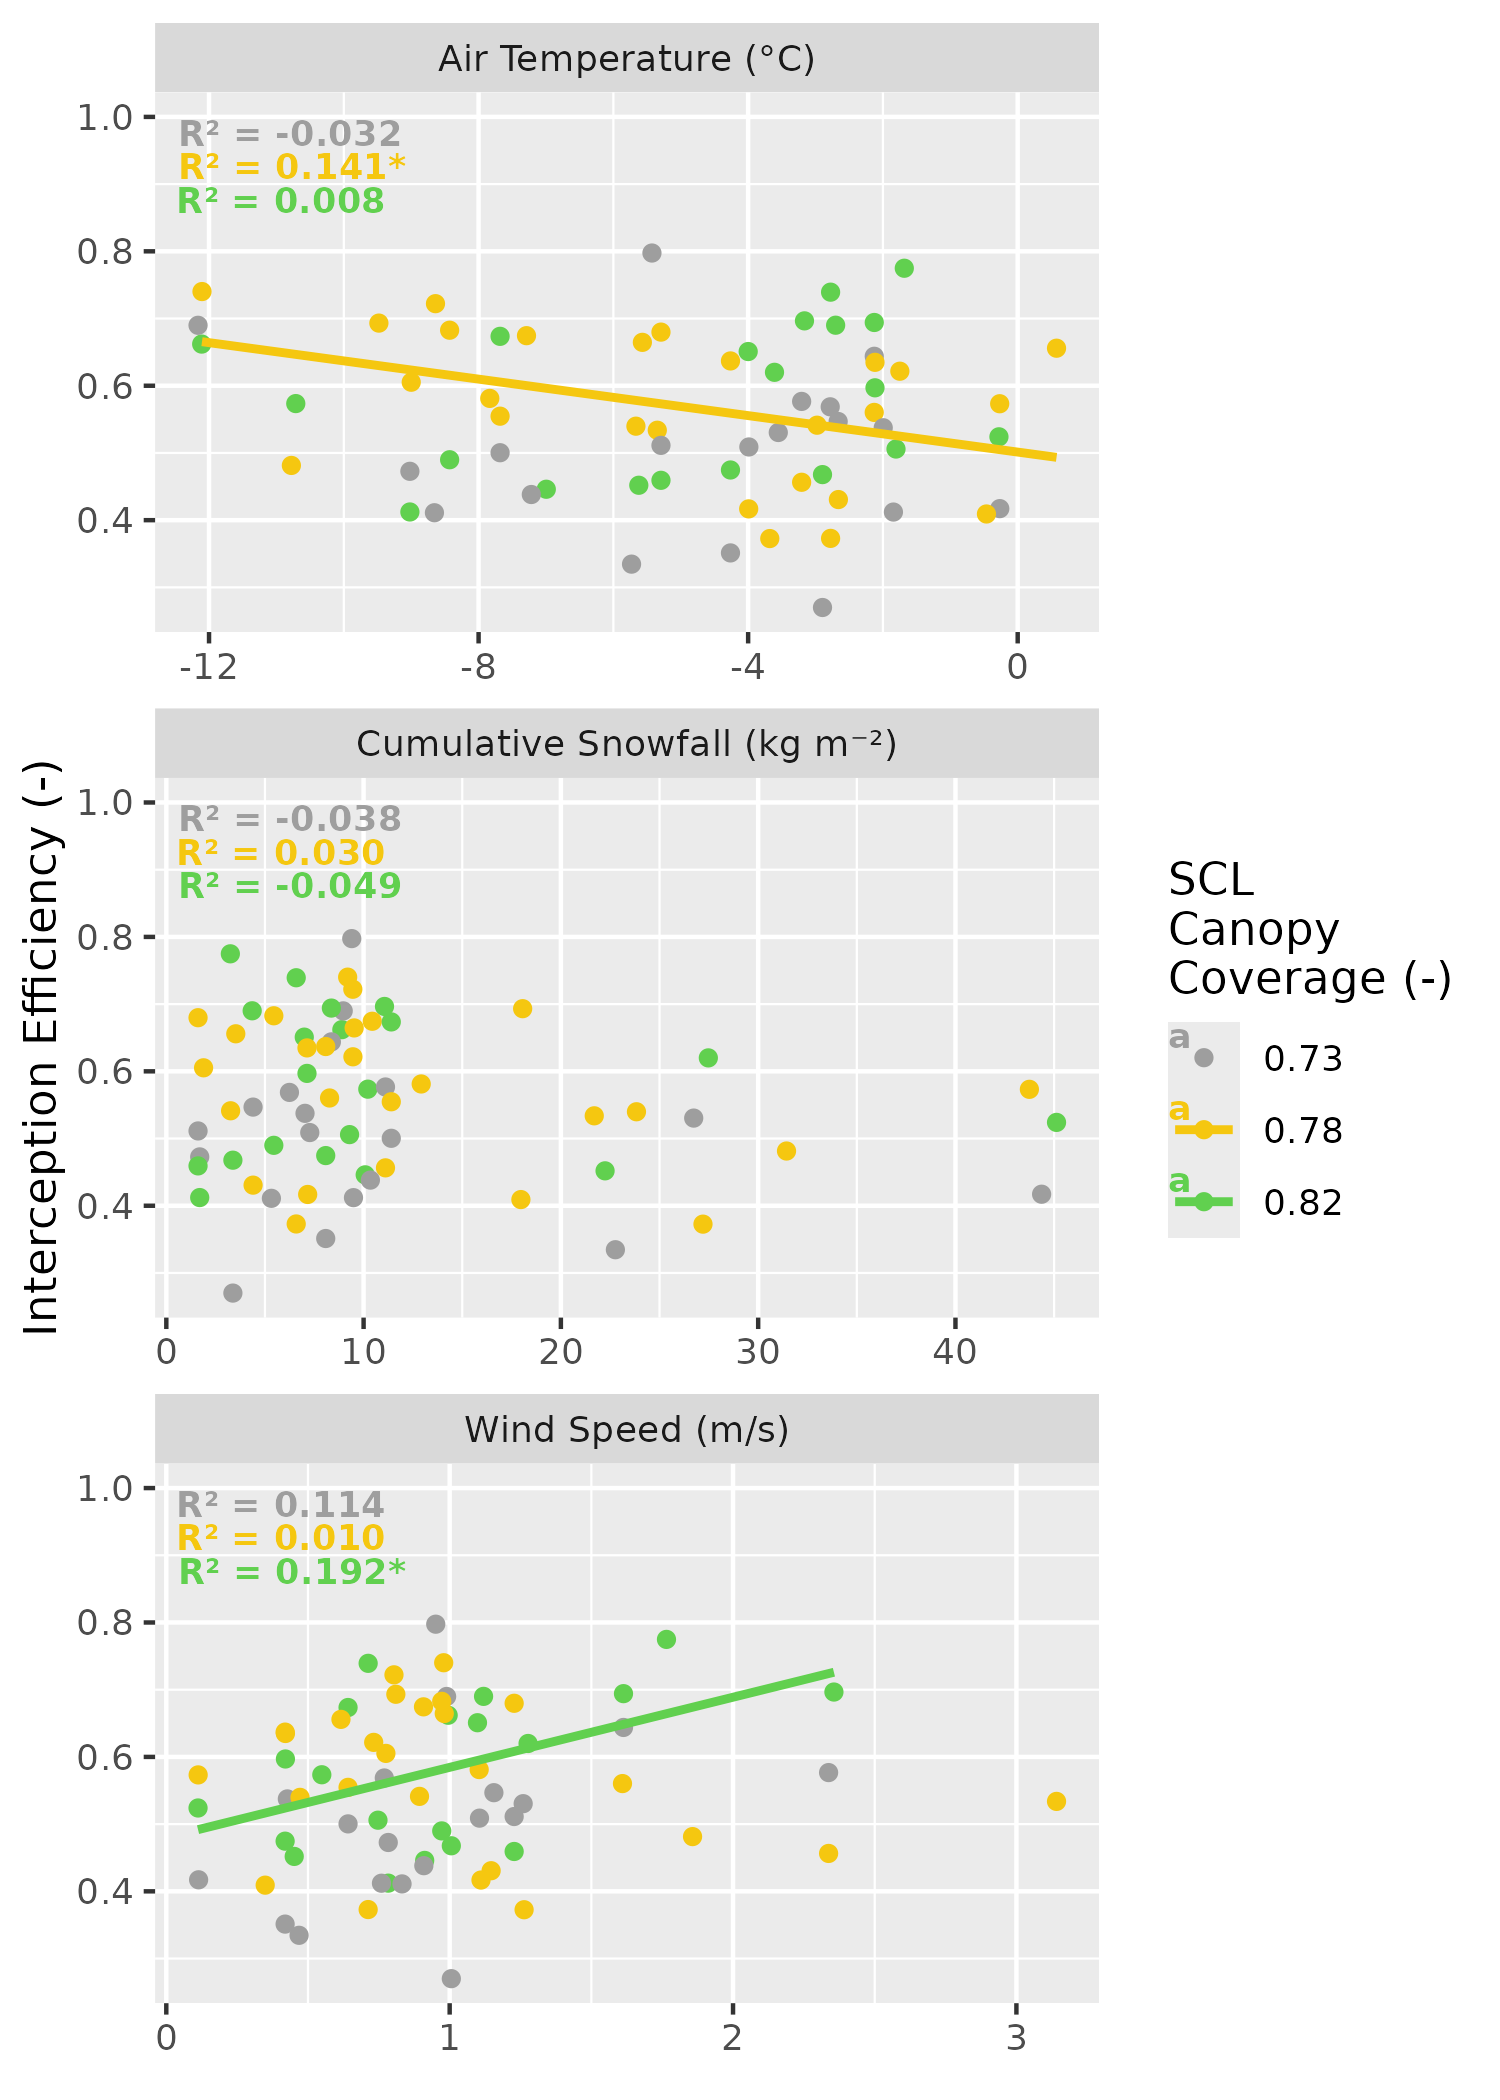 Air Temperature (°C)
1.0
R² = -0.032
R² = 0.141*
R² = 0.008
0.8
0.6
0.4
-12 -8 -4 0
Cumulative Snowfall (kg m⁻²)
Interception Efficiency (-)
1.0
R² = -0.038
R² = 0.030
R² = -0.049
0.8
0.6
0.4
0 10 20 30 40
Wind Speed (m/s)
1.0
R² = 0.114
R² = 0.010
R² = 0.192*
0.8
0.6
0.4
0 1 2 3
SCL
Canopy
Coverage (-)
a 0.73
a 0.78
a 0.82